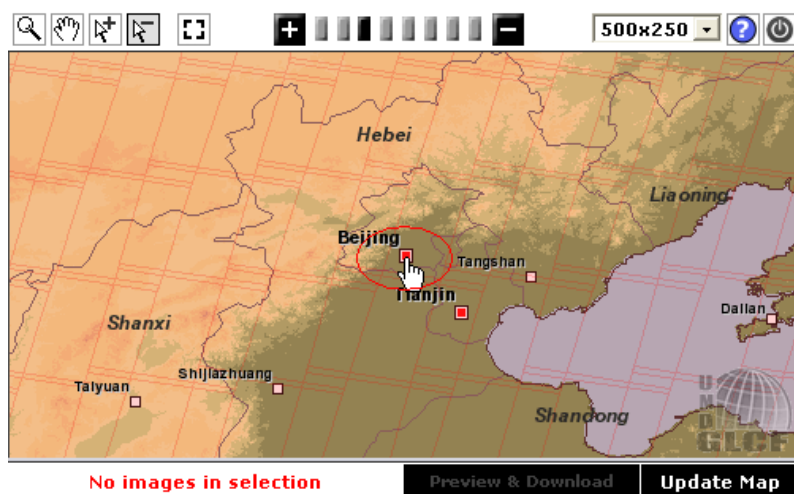 500x250
?
Hebei
Liaoning
Beijing
Tangshan
Tianjin
Dalian
Shanxi
Shijiazhuang
Taiyuan
Shandong
UMD
GLCF
No images in selection
Preview & Download
Update Map